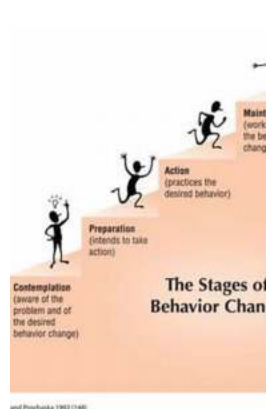 Maint
(work
the be
chang
Action
(practices the
desired behavior)
Preparation
(intends to take
action)
Contemplation
(aware of the
problem and of
the desired
behavior change)
The Stages of
Behavior Chan
and Prochaska 1992 (148)